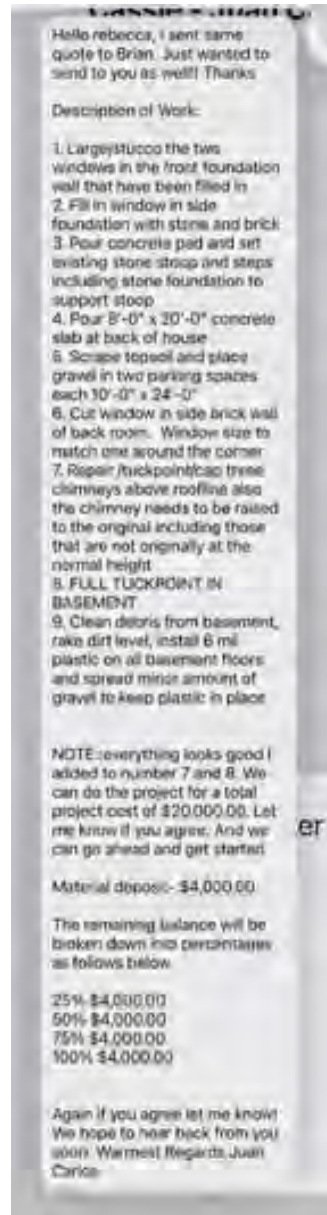 Cassie - Juan C.
Hello rebecca, I sent same
quote to Brian. Just wanted to
send to you as well! Thanks
Description of Work:
1. Large/stucco the two
windows in the front foundation
wall that have been filled in
2. Fill in window in side
foundation with stone and brick
3. Pour concrete pad and set
existing stone stoop and steps
including stone foundation to
support stoop
4. Pour 8'-0" x 20'-0" concrete
slab at back of house
5. Scrape topsoil and place
gravel in two parking spaces
each 10'-0" x 24'-0"
6. Cut window in side brick wall
of back room. Window size to
match one around the corner
7. Repair /tuckpoint/cap three
chimneys above roofline also
the chimney needs to be raised
to the original including those
that are not originally at the
normal height
8. FULL TUCKPOINT IN
BASEMENT
9. Clean debris from basement,
rake dirt level, install 6 mil
plastic on all basement floors
and spread minor amount of
gravel to keep plastic in place
NOTE: everything looks good I
added to number 7 and 8. We
can do the project for a total
project cost of $20,000.00. Let
me know if you agree. And we
can go ahead and get started
er
Material deposit- $4,000.00
The remaining balance will be
broken down into percentages
as follows below
25% $4,000.00
50% $4,000.00
75% $4,000.00
100% $4,000.00
Again if you agree let me know!
We hope to hear back from you
soon. Warmest Regards Juan
Carlos